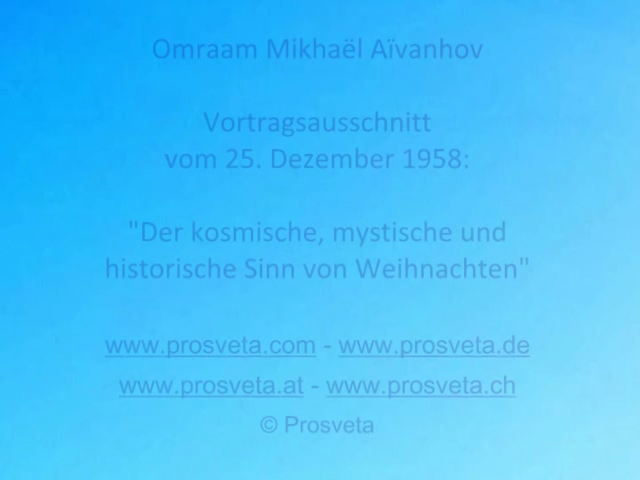 Omraam Mikhaël Aïvanhov
Vortragsausschnitt
vom 25. Dezember 1958:
"Der kosmische, mystische und
historische Sinn von Weihnachten"
www.prosveta.com - www.prosveta.de
www.prosveta.at - www.prosveta.ch
© Prosveta